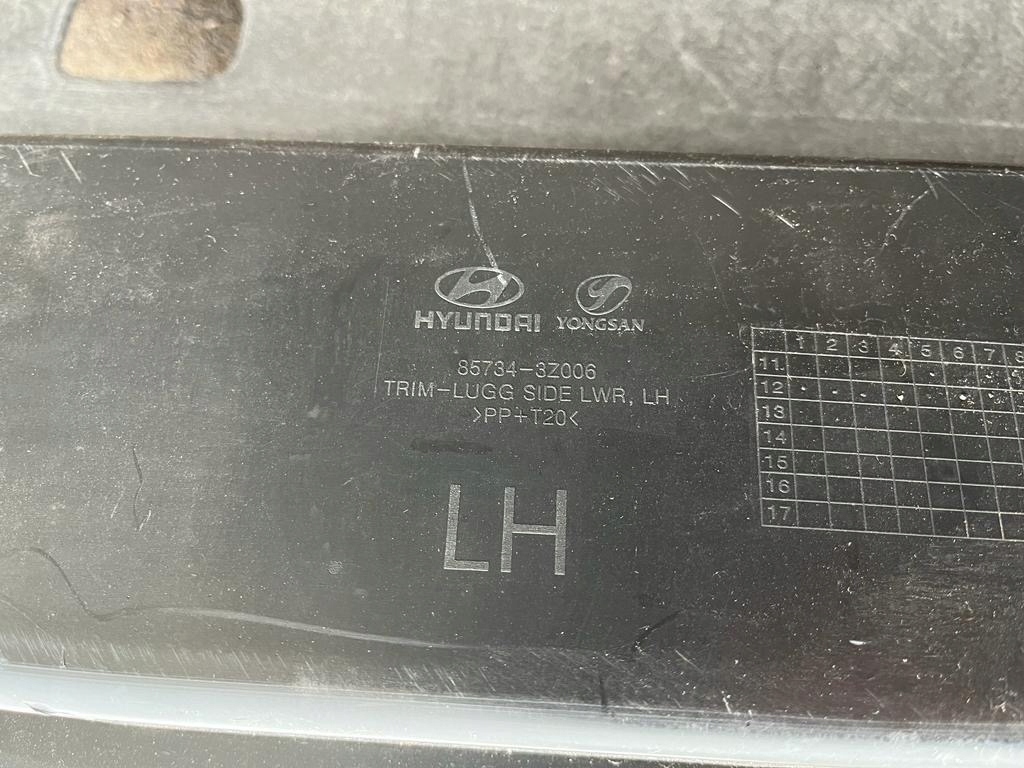 HYUNDAI YONGSAN
85734-3Z006
TRIM-LUGG SIDE LWR, LH
>PP+T20<
LH
1 2 3 4 5 6 7 8
11
12
13
14
15
16
17